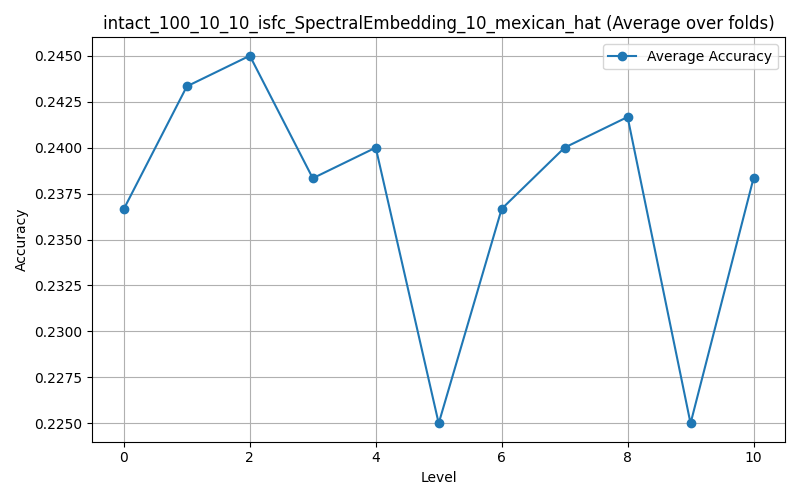 intact_100_10_10_isfc_SpectralEmbedding_10_mexican_hat (Average over folds)
Average Accuracy
0.2450
0.2425
0.2400
0.2375
0.2350
0.2325
0.2300
0.2275
0.2250
Accuracy
0 2 4 6 8 10
Level